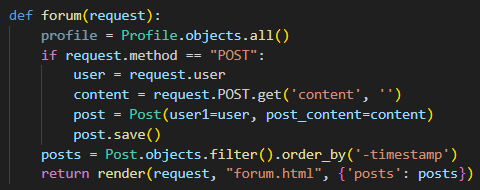 def forum(request):
    profile = Profile.objects.all()
    if request.method == "POST":
        user = request.user
        content = request.POST.get('content', '')
        post = Post(user1=user, post_content=content)
        post.save()
    posts = Post.objects.filter().order_by('-timestamp')
    return render(request, "forum.html", {'posts': posts})